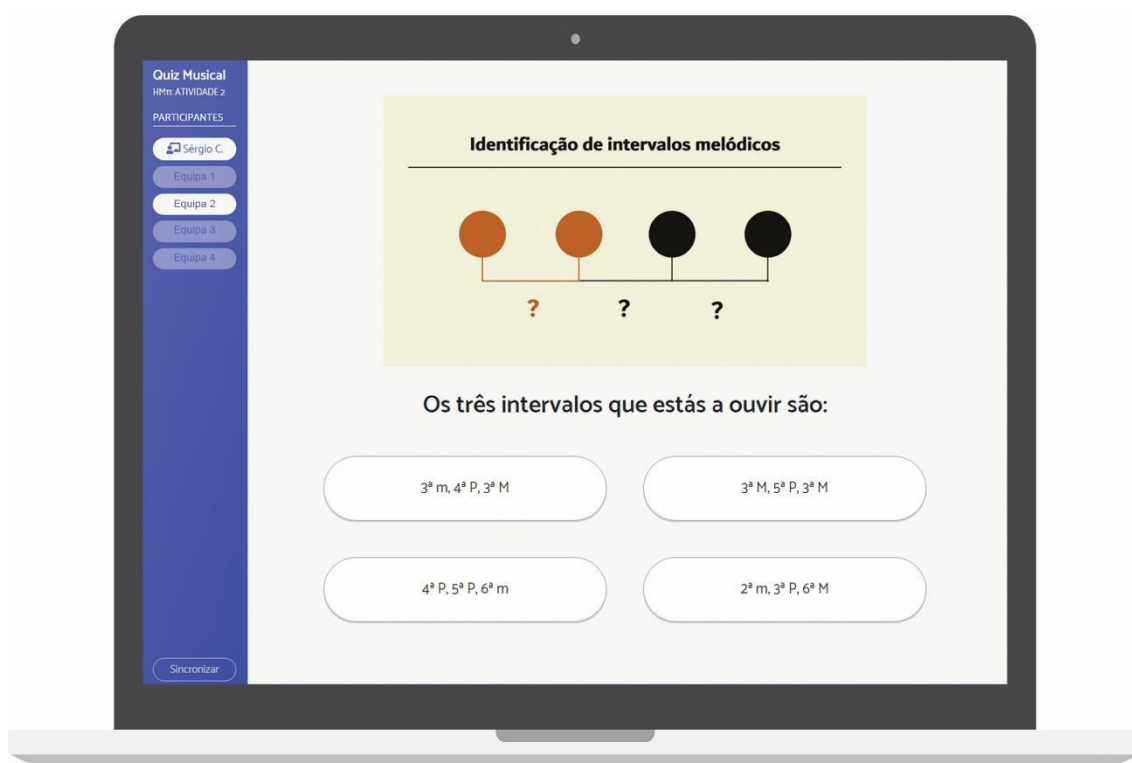 Quiz Musical
HMπ ATIVIDADE 2
PARTICIPANTES
Sérgio C.
Equipa 1
Equipa 2
Equipa 3
Equipa 4
Sincronizar
Identificação de intervalos melódicos
? ? ?
Os três intervalos que estás a ouvir são:
3ª m, 4ª P, 3ª M
3ª M, 5ª P, 3ª M
4ª P, 5ª P, 6ª m
2ª m, 3ª P, 6ª M